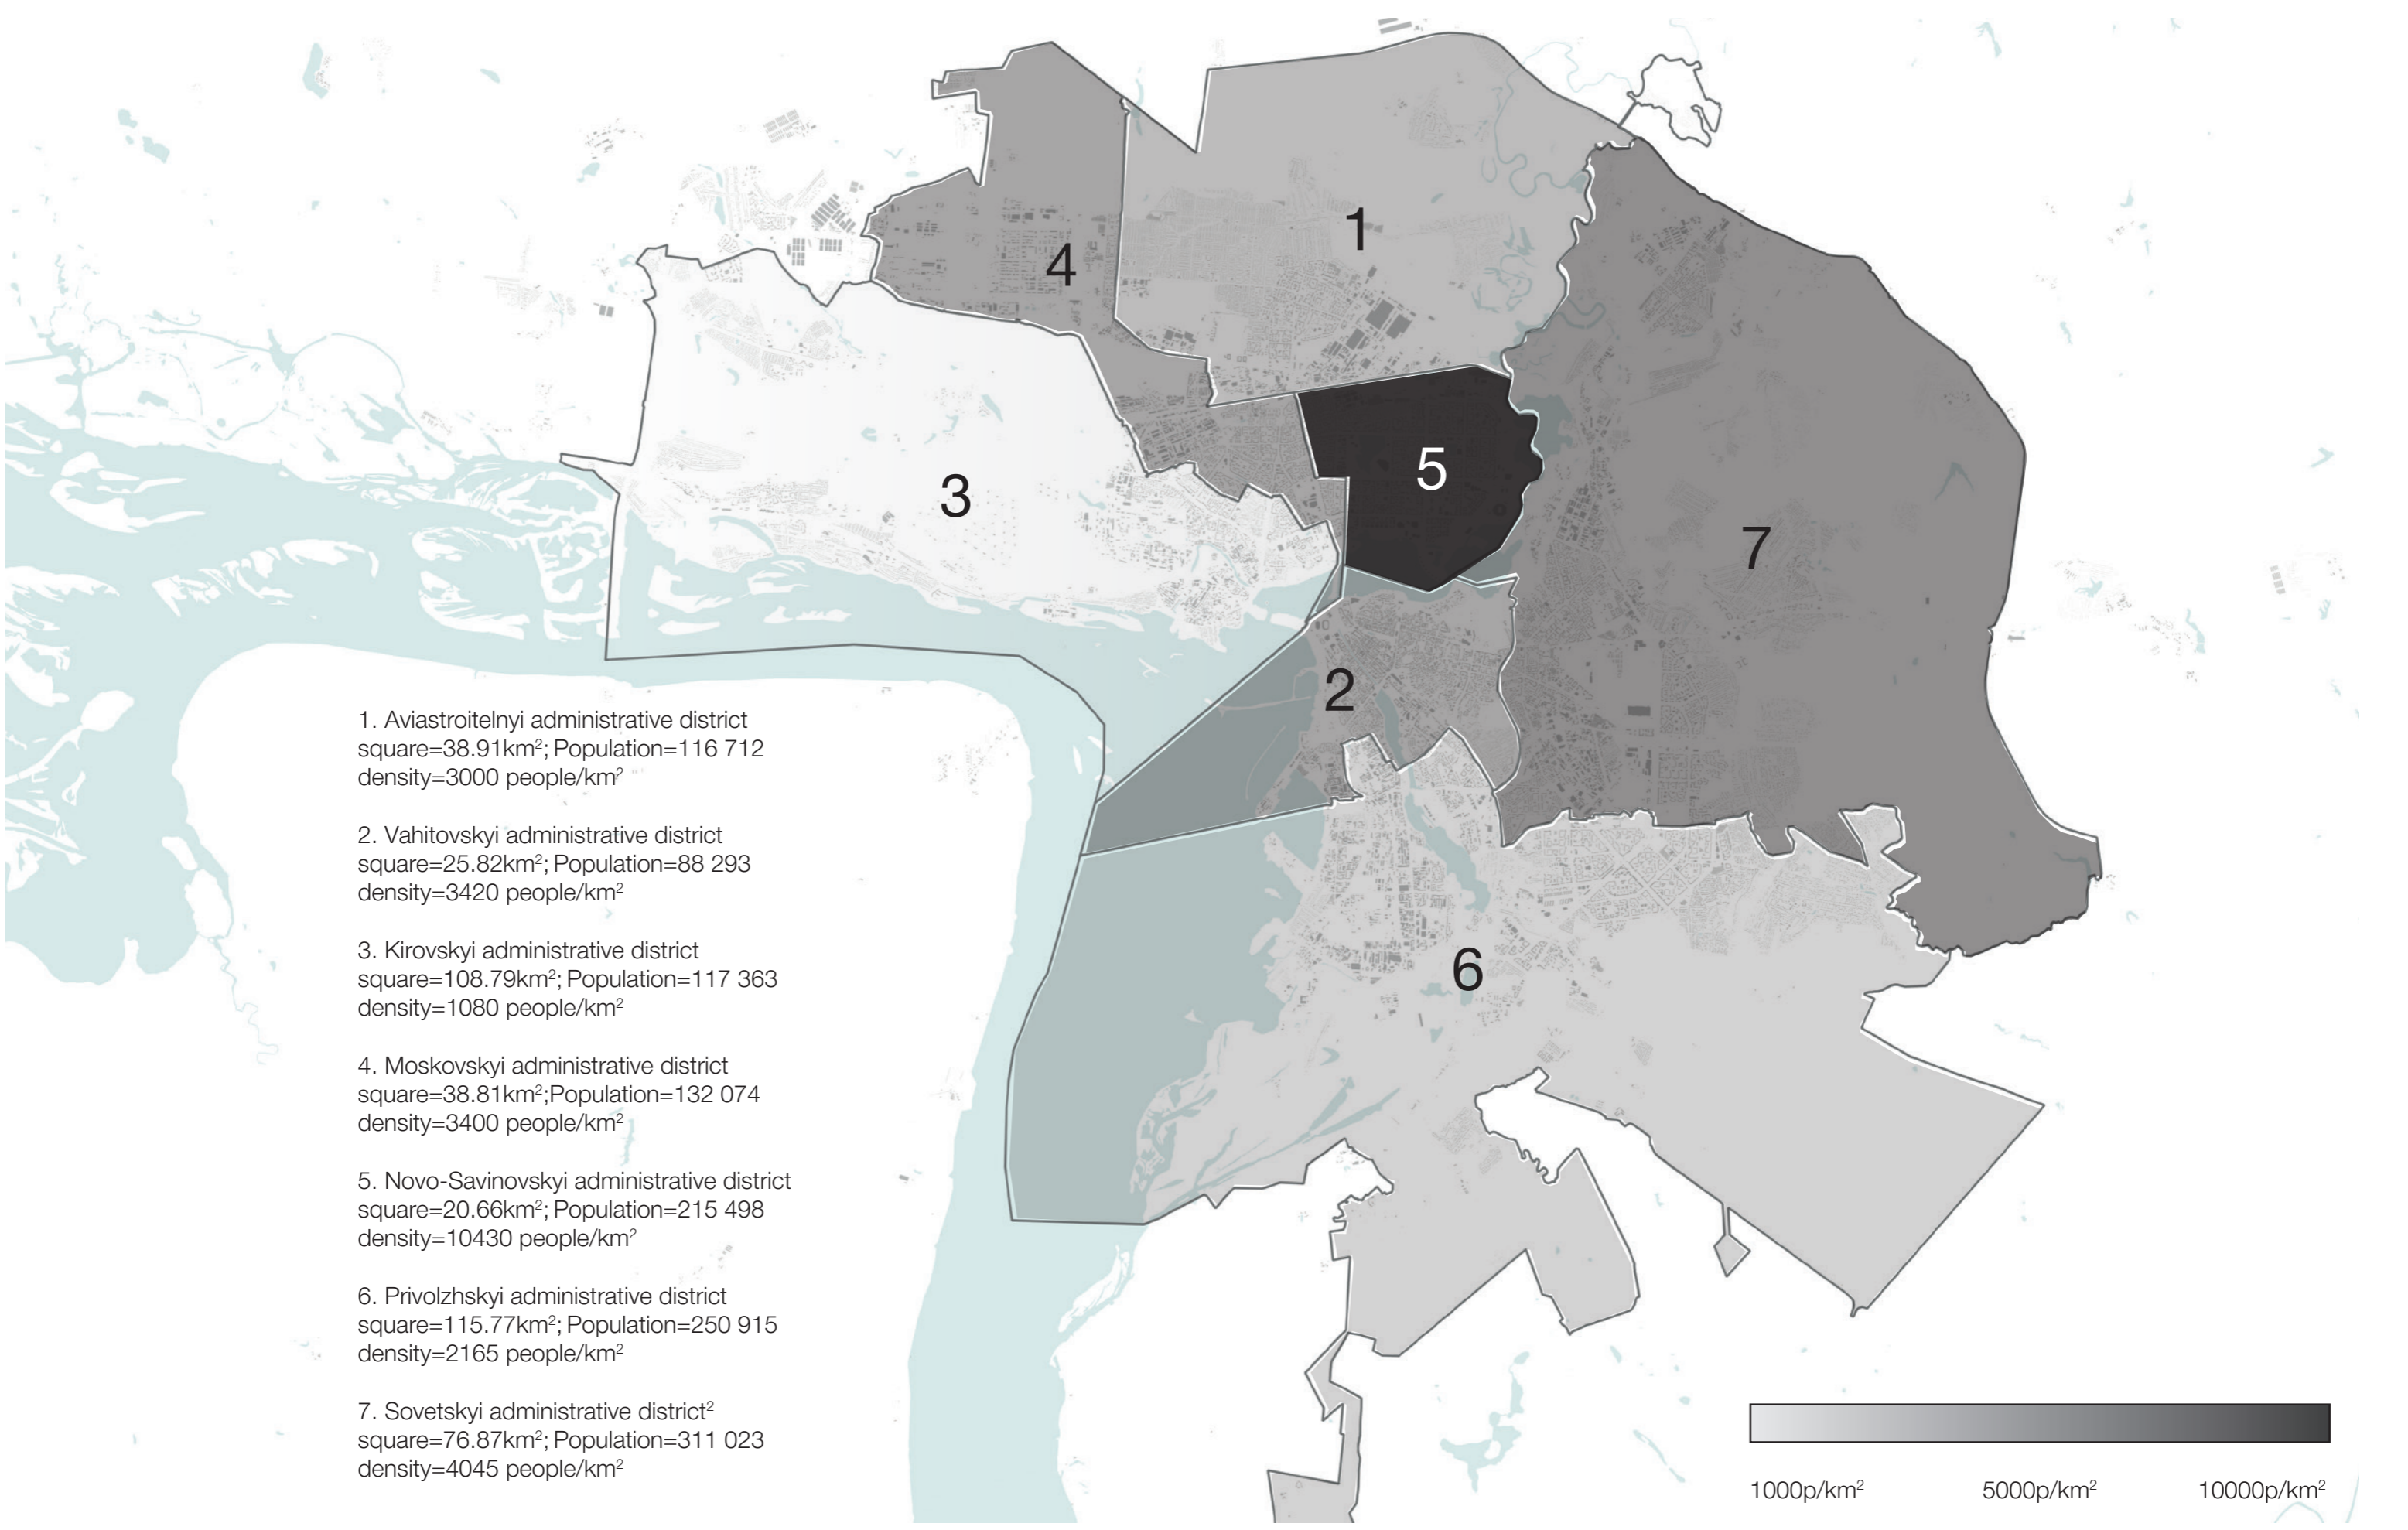 1
4
5
3
7
2
6
1. Aviastroitelnyi administrative district
square=38.91km²; Population=116 712
density=3000 people/km²
2. Vahitovskyi administrative district
square=25.82km²; Population=88 293
density=3420 people/km²
3. Kirovskyi administrative district
square=108.79km²; Population=117 363
density=1080 people/km²
4. Moskovskyi administrative district
square=38.81km²;Population=132 074
density=3400 people/km²
5. Novo-Savinovskyi administrative district
square=20.66km²; Population=215 498
density=10430 people/km²
6. Privolzhskyi administrative district
square=115.77km²; Population=250 915
density=2165 people/km²
7. Sovetskyi administrative district²
square=76.87km²; Population=311 023
density=4045 people/km²
1000p/km² 5000p/km² 10000p/km²